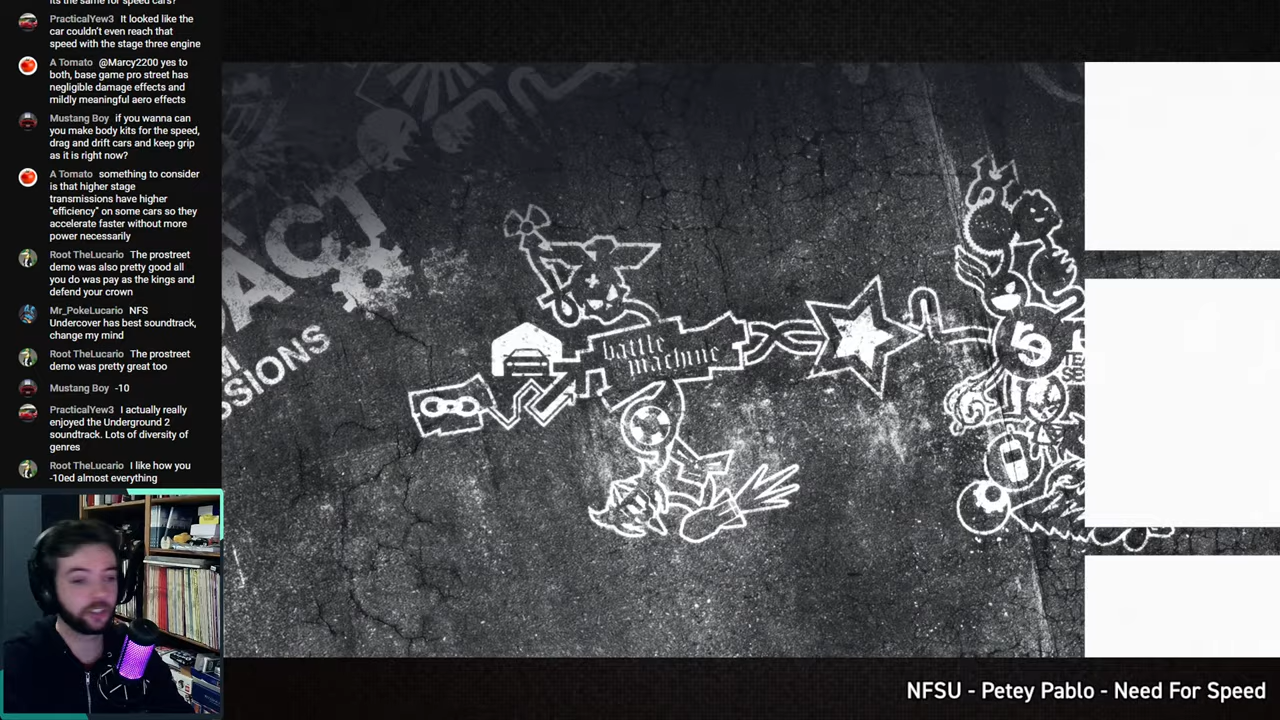 its the same for speed cars?
PracticalYew3 It looked like the
car couldn't even reach that
speed with the stage three engine
A Tomato @Marcy2200 yes to
both, base game pro street has
negligible damage effects and
mildly meaningful aero effects
Mustang Boy if you wanna can
you make body kits for the speed,
drag and drift cars and keep grip
as it is right now?
A Tomato something to consider
is that higher stage
transmissions have higher
"efficiency" on some cars so they
accelerate faster without more
power necessarily
Root TheLucario The prostreet
demo was also pretty good all
you do was pay as the kings and
defend your crown
Mr_PokeLucario NFS
Undercover has best soundtrack,
change my mind
Root TheLucario The prostreet
demo was pretty great too
Mustang Boy -10
PracticalYew3 I actually really
enjoyed the Underground 2
soundtrack. Lots of diversity of
genres
Root TheLucario I like how you
-10ed almost everything
battle
machine
NFSU - Petey Pablo - Need For Speed